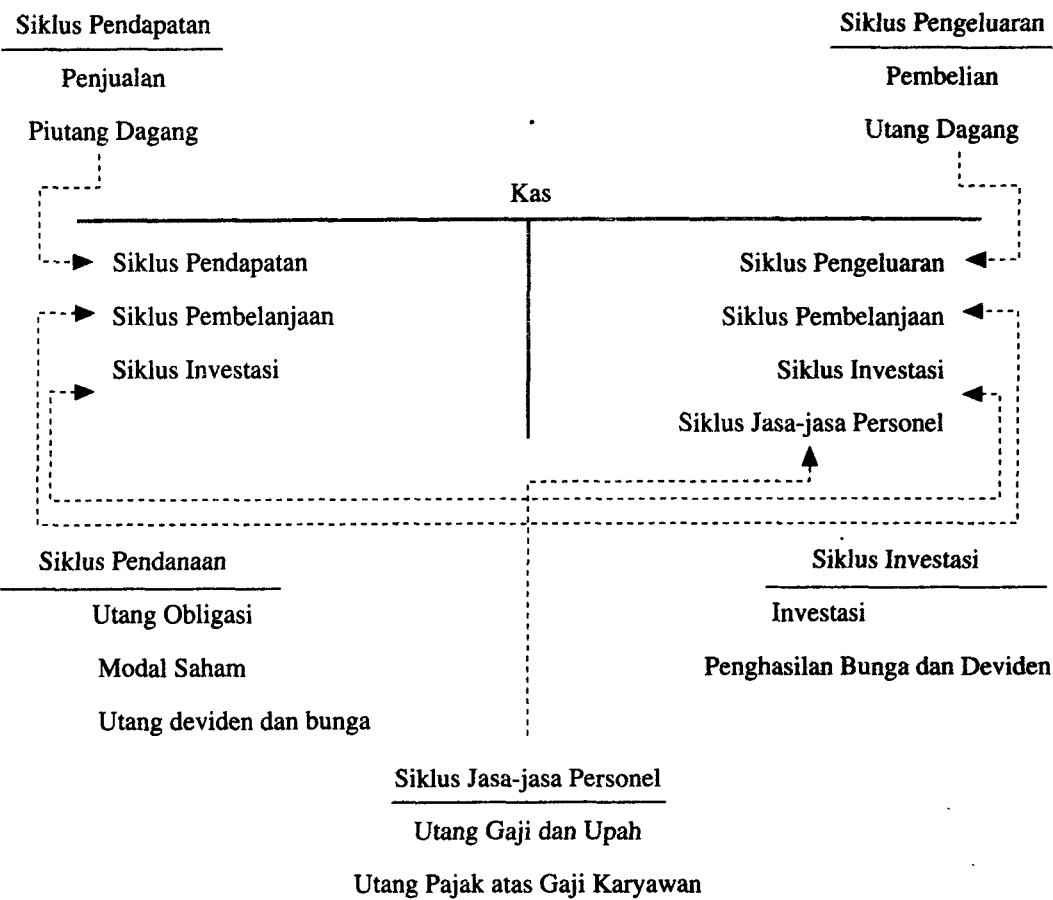 Siklus Pendapatan
Siklus Pengeluaran
Penjualan
Pembelian
Piutang Dagang
Utang Dagang
Kas
Siklus Pendapatan
Siklus Pengeluaran
Siklus Pembelanjaan
Siklus Pembelanjaan
Siklus Investasi
Siklus Investasi
Siklus Jasa-jasa Personel
Siklus Pendanaan
Siklus Investasi
Utang Obligasi
Investasi
Modal Saham
Penghasilan Bunga dan Deviden
Utang deviden dan bunga
Siklus Jasa-jasa Personel
Utang Gaji dan Upah
Utang Pajak atas Gaji Karyawan